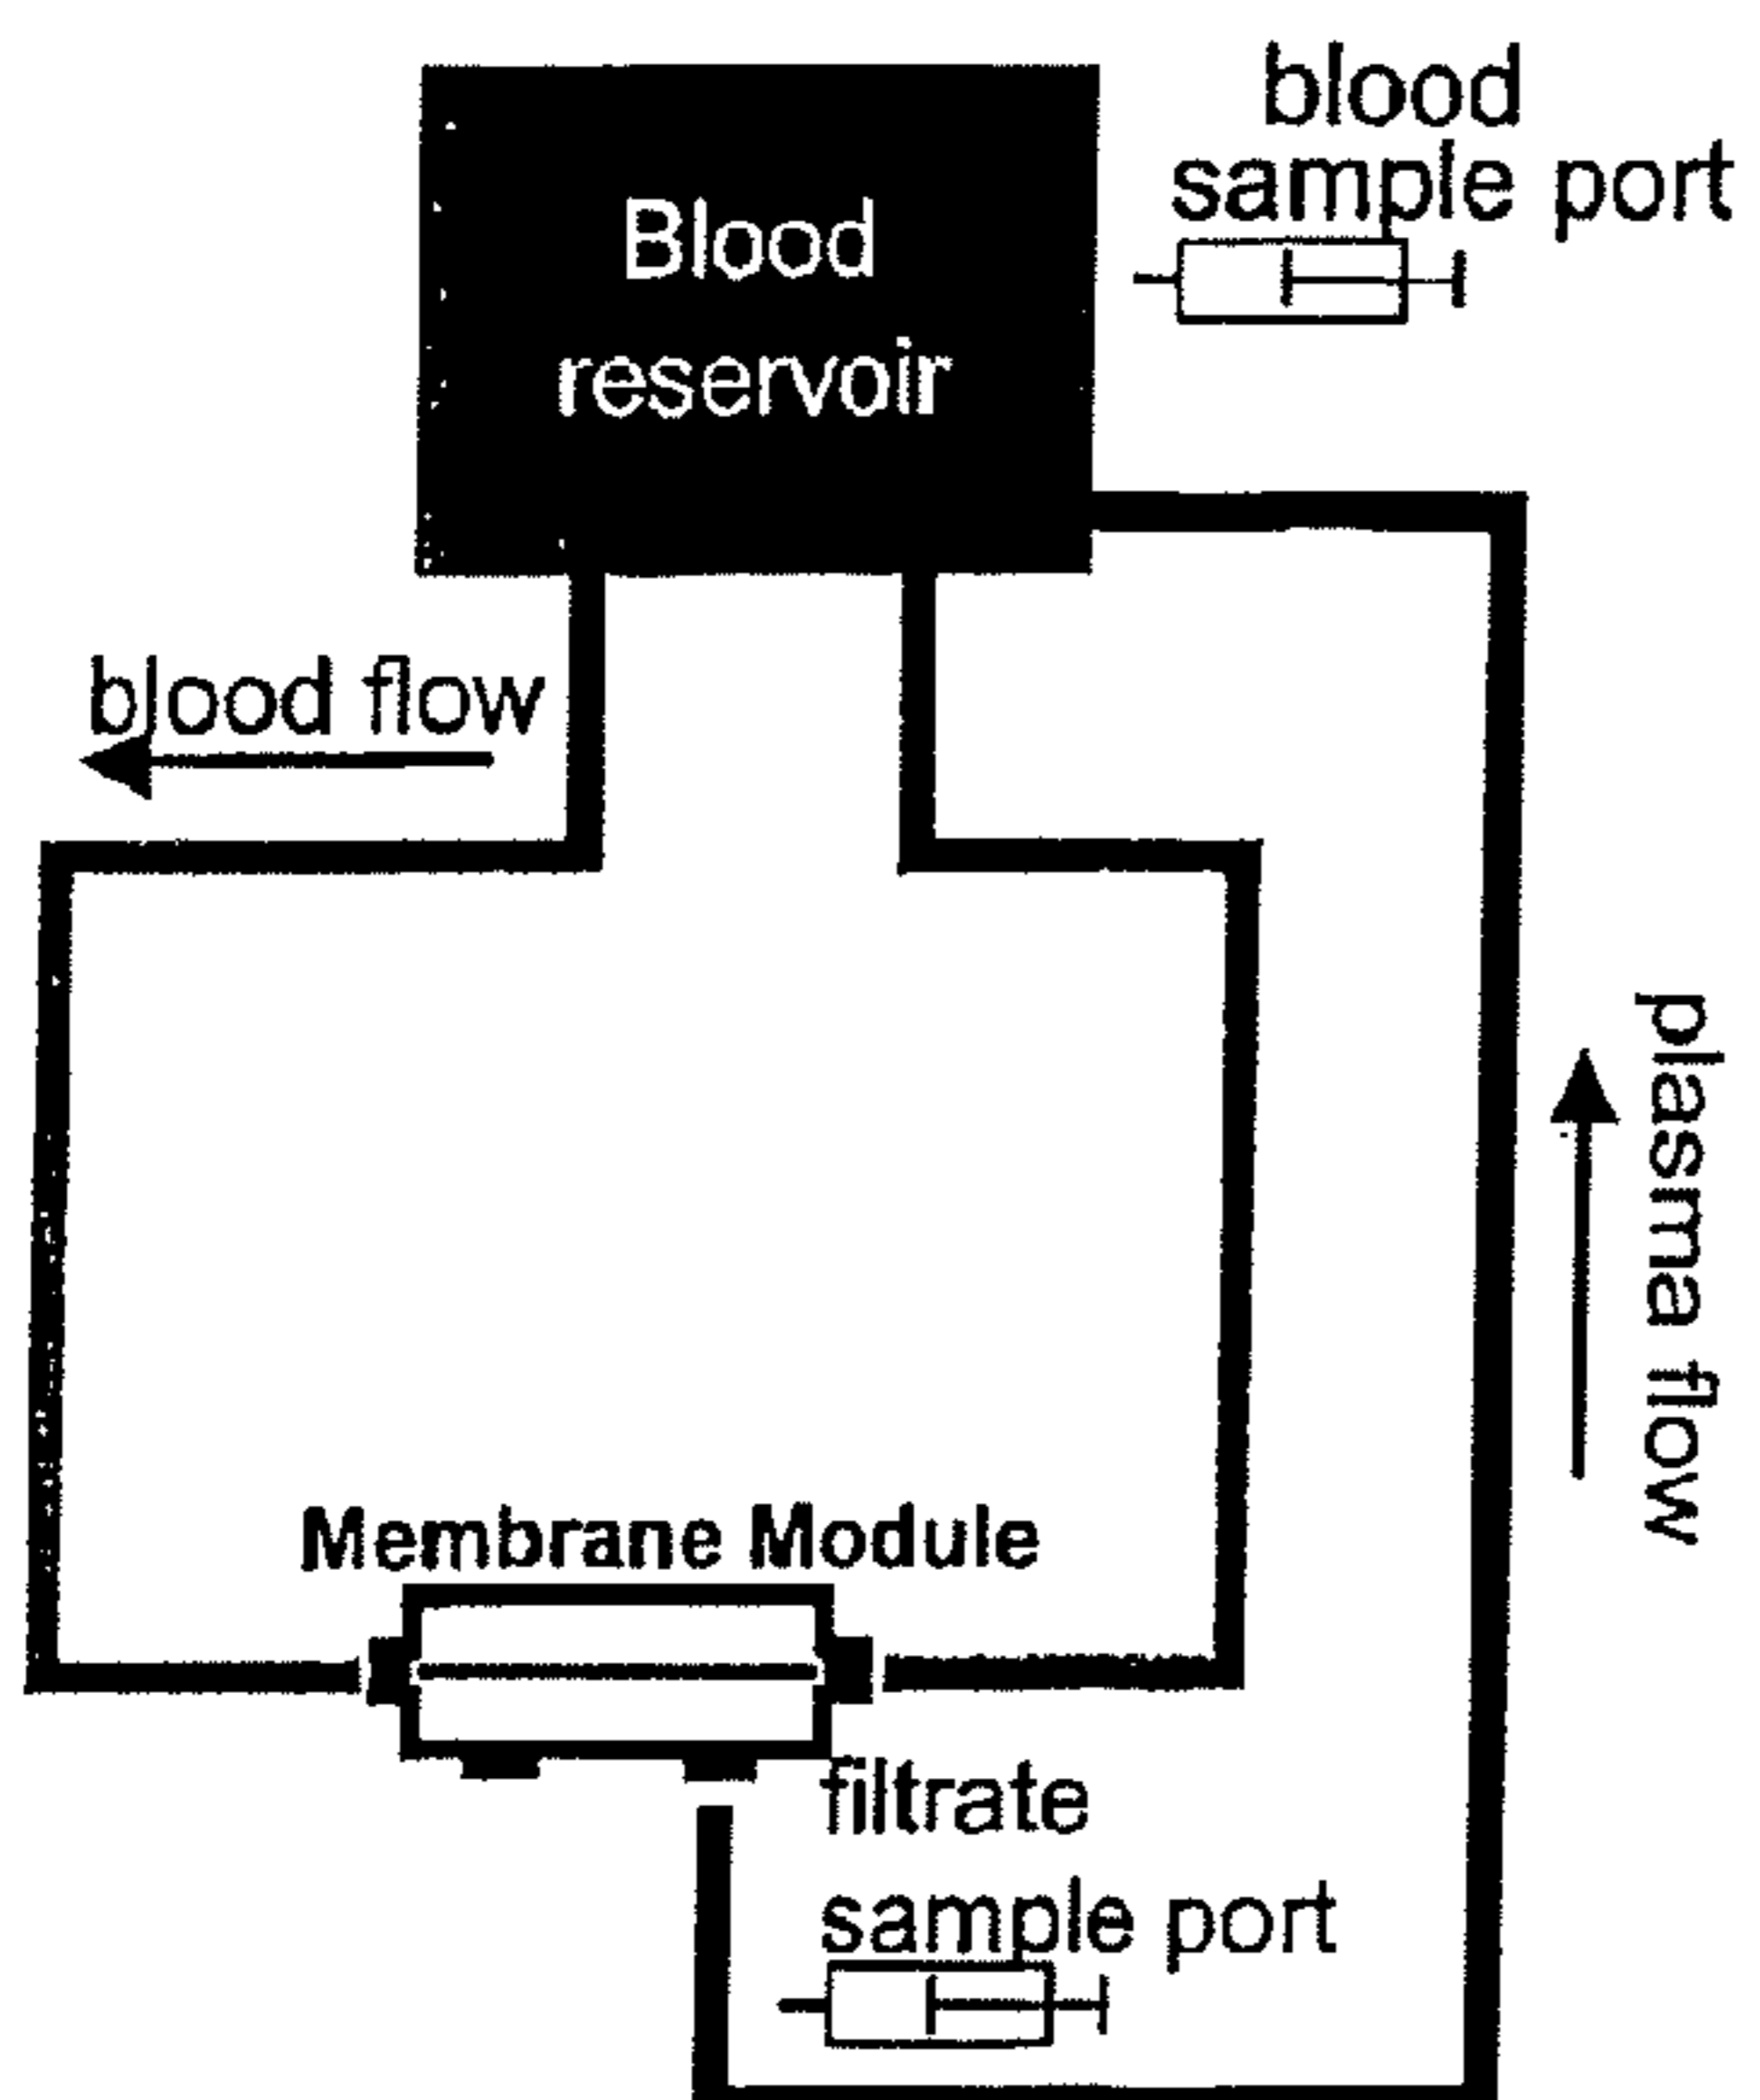 blood
sample port
Blood
reservoir
blood flow
plasma flow
Membrane Module
filtrate
sample port